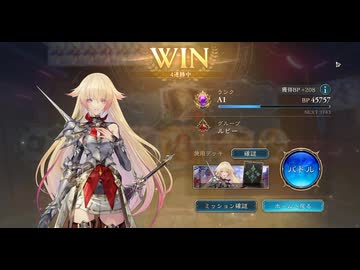 WIN
4連勝中
ランク
A1
獲得BP +208
BP 45757
グループ
ルビー
使用デッキ
確認
バトル
ミッション確認
ホームへ戻る